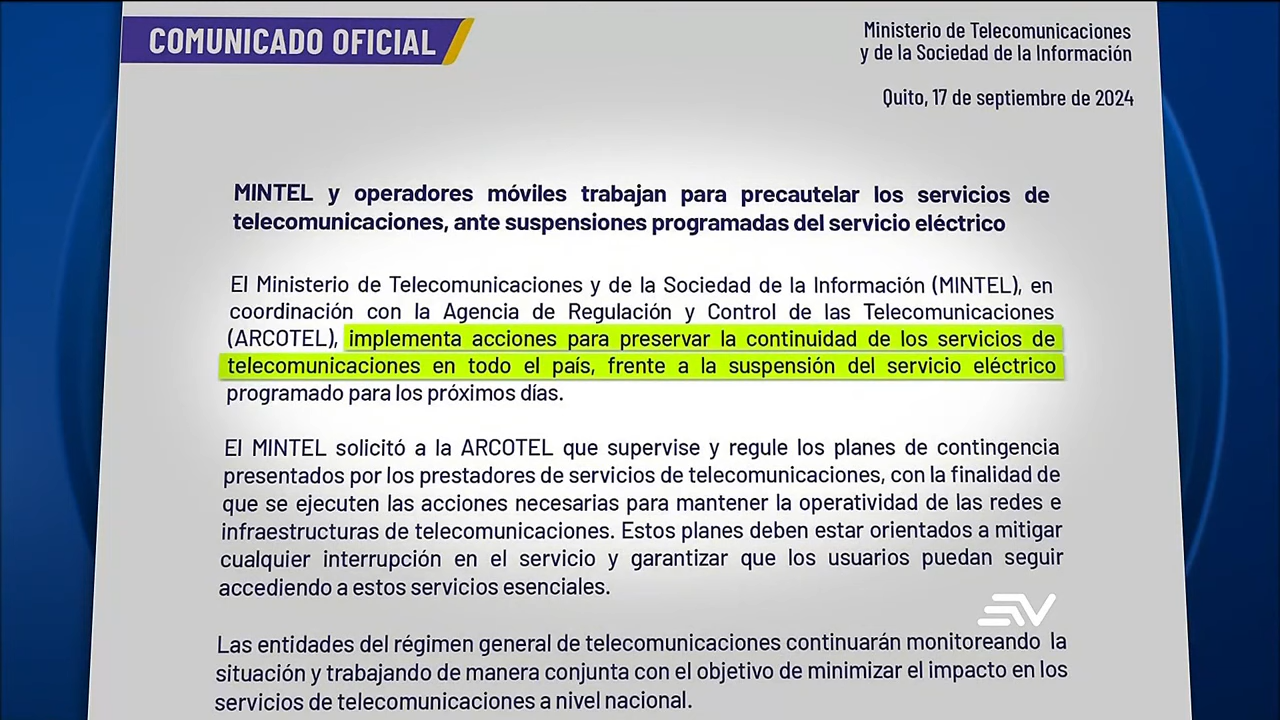 COMUNICADO OFICIAL
Ministerio de Telecomunicaciones
y de la Sociedad de la Información
Quito, 17 de septiembre de 2024
MINTEL y operadores móviles trabajan para precautelar los servicios de
telecomunicaciones, ante suspensiones programadas del servicio eléctrico
El Ministerio de Telecomunicaciones y de la Sociedad de la Información (MINTEL), en
coordinación con la Agencia de Regulación y Control de las Telecomunicaciones
(ARCOTEL), implementa acciones para preservar la continuidad de los servicios de
telecomunicaciones en todo el país, frente a la suspensión del servicio eléctrico
programado para los próximos días.
El MINTEL solicitó a la ARCOTEL que supervise y regule los planes de contingencia
presentados por los prestadores de servicios de telecomunicaciones, con la finalidad de
que se ejecuten las acciones necesarias para mantener la operatividad de las redes e
infraestructuras de telecomunicaciones. Estos planes deben estar orientados a mitigar
cualquier interrupción en el servicio y garantizar que los usuarios puedan seguir
accediendo a estos servicios esenciales.
Las entidades del régimen general de telecomunicaciones continuarán monitoreando la
situación y trabajando de manera conjunta con el objetivo de minimizar el impacto en los
servicios de telecomunicaciones a nivel nacional.